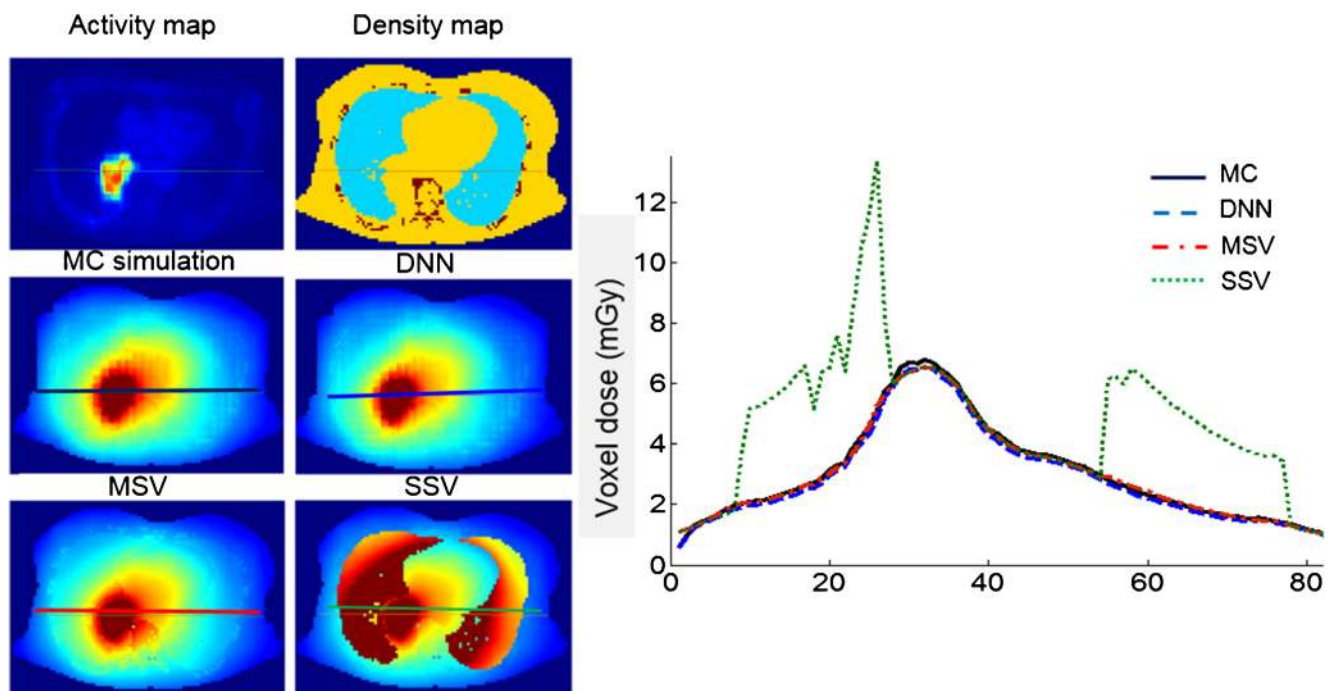 Activity map
Density map
MC simulation
DNN
MSV
SSV
Voxel dose (mGy)
12
10
8
6
4
2
0
0
20
40
60
80
MC
DNN
MSV
SSV